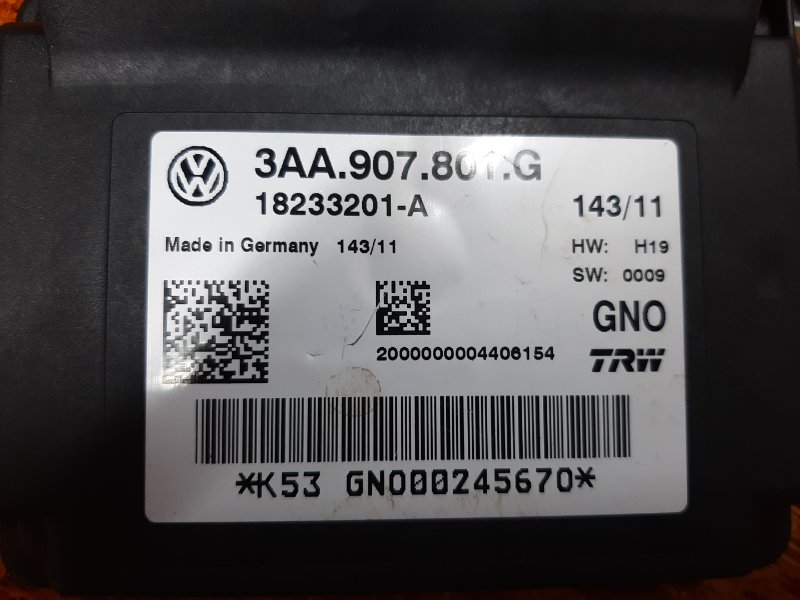 3AA.907.801.G
18233201-A 143/11
Made in Germany 143/11 HW: H19
SW: 0009
GNO
2000000004406154 TRW
*K53 GNO00245670*